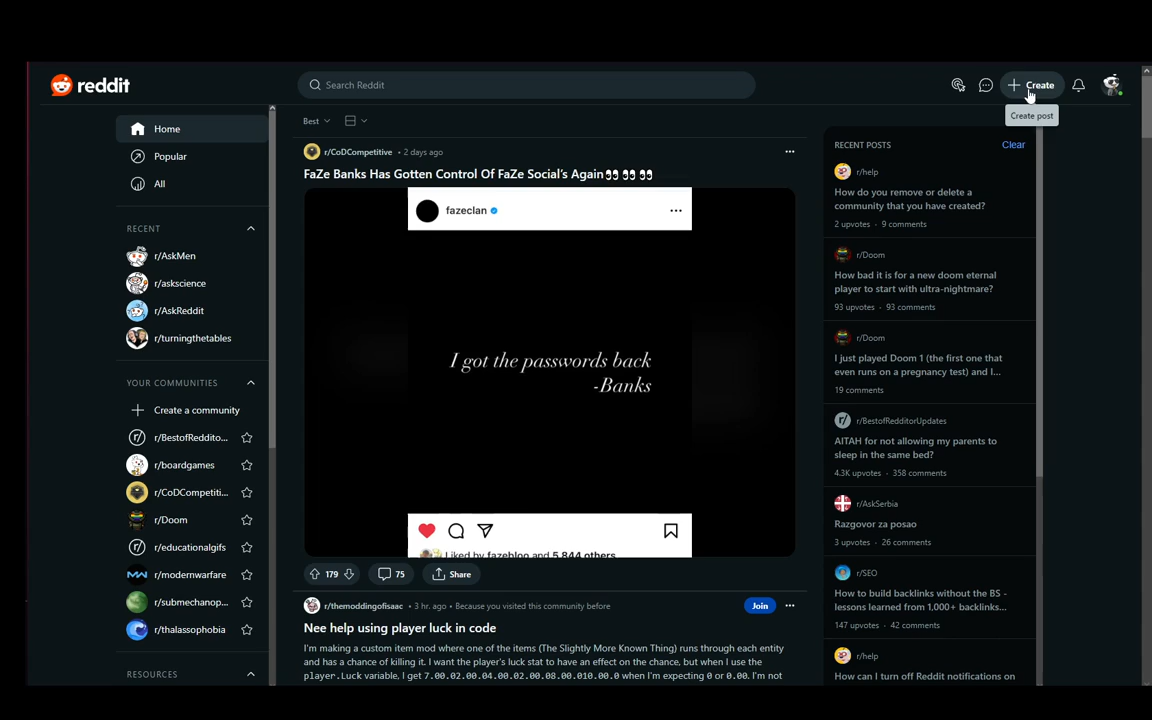 reddit
Search Reddit
Create
Create post
Home
Popular
All
RECENT
r/AskMen
r/askscience
r/AskReddit
r/turningthetables
YOUR COMMUNITIES
Create a community
r/BestofReddito...
r/boardgames
r/CoDCompetiti...
r/Doom
r/educationalgifs
r/modernwarfare
r/submechanop...
r/thalassophobia
RESOURCES
Best
r/CoDCompetitive • 2 days ago
FaZe Banks Has Gotten Control Of FaZe Social's Again👀 👀 👀
fazeclan
I got the passwords back
-Banks
Liked by fazebloo and 5,844 others
179
75
Share
r/themoddingofisaac • 3 hr. ago • Because you visited this community before
Join
Nee help using player luck in code
I'm making a custom item mod where one of the items (The Slightly More Known Thing) runs through each entity
and has a chance of killing it. I want the player's luck stat to have an effect on the chance, but when I use the
player.Luck variable, I get 7.00.02.00.04.00.02.00.08.00.010.00.0 when I'm expecting 0 or 0.00. I'm not
RECENT POSTS
Clear
r/help
How do you remove or delete a
community that you have created?
2 upvotes • 9 comments
r/Doom
How bad it is for a new doom eternal
player to start with ultra-nightmare?
93 upvotes • 93 comments
r/Doom
I just played Doom 1 (the first one that
even runs on a pregnancy test) and I...
19 comments
r/BestofRedditorUpdates
AITAH for not allowing my parents to
sleep in the same bed?
4.3K upvotes • 358 comments
r/AskSerbia
Razgovor za posao
3 upvotes • 26 comments
r/SEO
How to build backlinks without the BS -
lessons learned from 1,000+ backlinks...
147 upvotes • 42 comments
r/help
How can I turn off Reddit notifications on